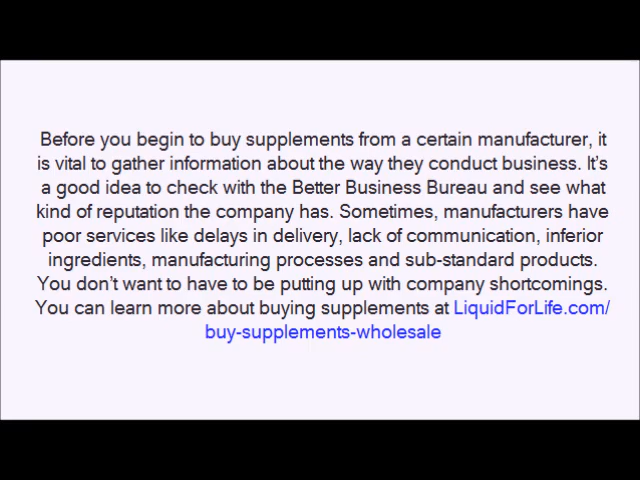 Before you begin to buy supplements from a certain manufacturer, it
is vital to gather information about the way they conduct business. It's
a good idea to check with the Better Business Bureau and see what
kind of reputation the company has. Sometimes, manufacturers have
poor services like delays in delivery, lack of communication, inferior
ingredients, manufacturing processes and sub-standard products.
You don't want to have to be putting up with company shortcomings.
You can learn more about buying supplements at LiquidForLife.com/
buy-supplements-wholesale